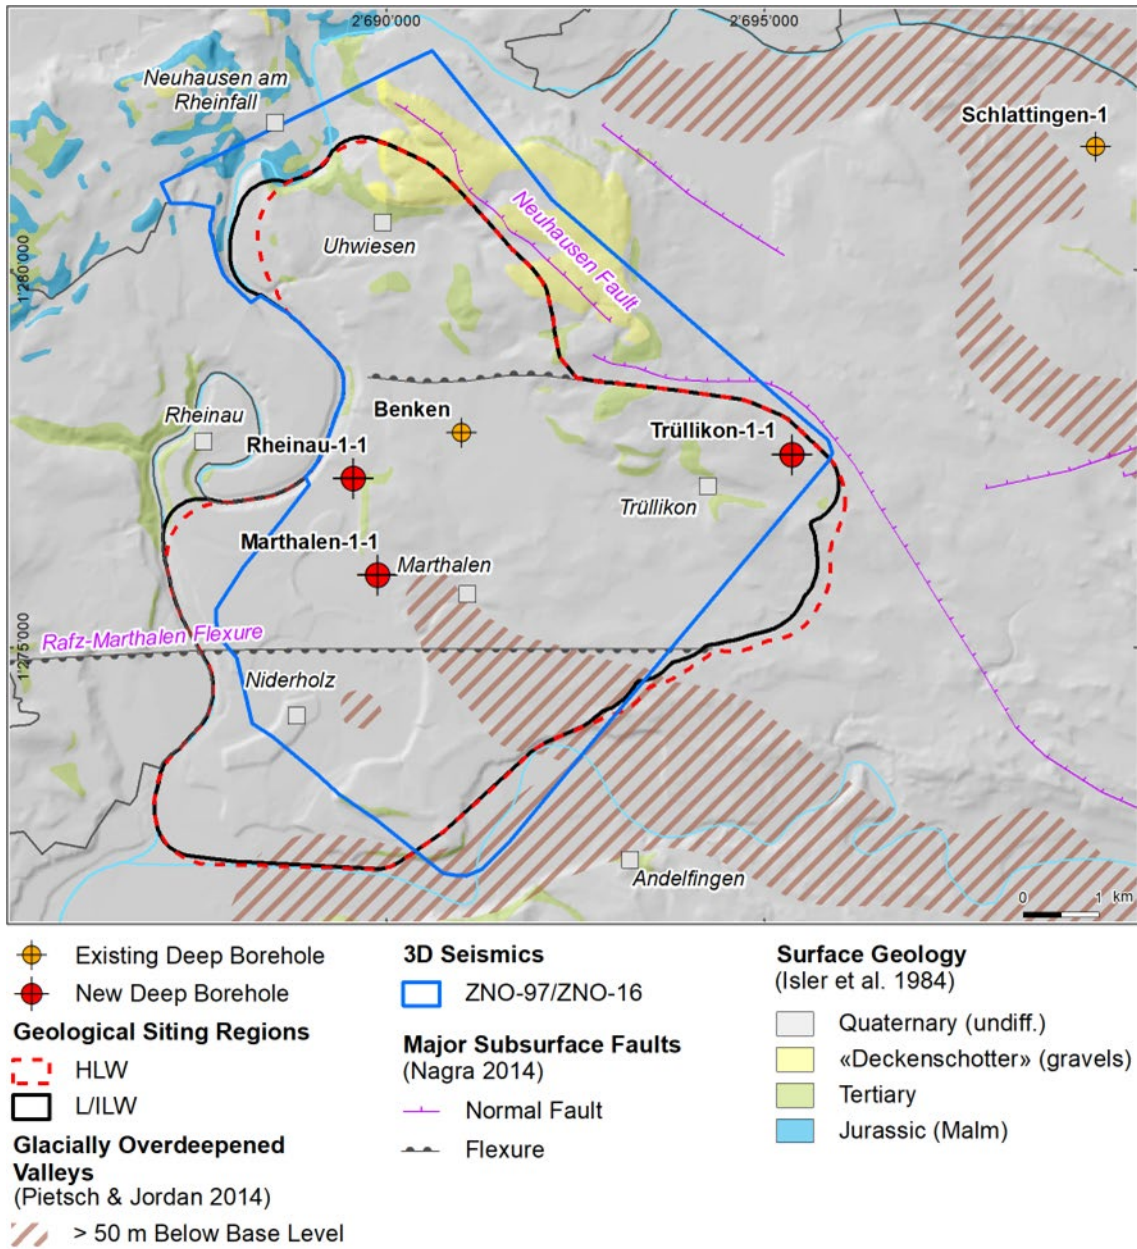 2'690'000
2'695'000
Neuhausen am
Rheinfall
Schlattingen-1
Uhwiesen
Neuhausen Fault
1'280'000
Benken
Rheinau
Rheinau-1-1
Trüllikon-1-1
Trüllikon
Marthalen-1-1
Marthalen
Rafz-Marthalen Flexure
1'275'000
Niderholz
Andelfingen
0 1 km
Existing Deep Borehole
New Deep Borehole
Geological Siting Regions
HLW
L/ILW
Glacially Overdeepened
Valleys
(Pietsch & Jordan 2014)
> 50 m Below Base Level
3D Seismics
ZNO-97/ZNO-16
Major Subsurface Faults
(Nagra 2014)
Normal Fault
Flexure
Surface Geology
(Isler et al. 1984)
Quaternary (undiff.)
«Deckenschotter» (gravels)
Tertiary
Jurassic (Malm)